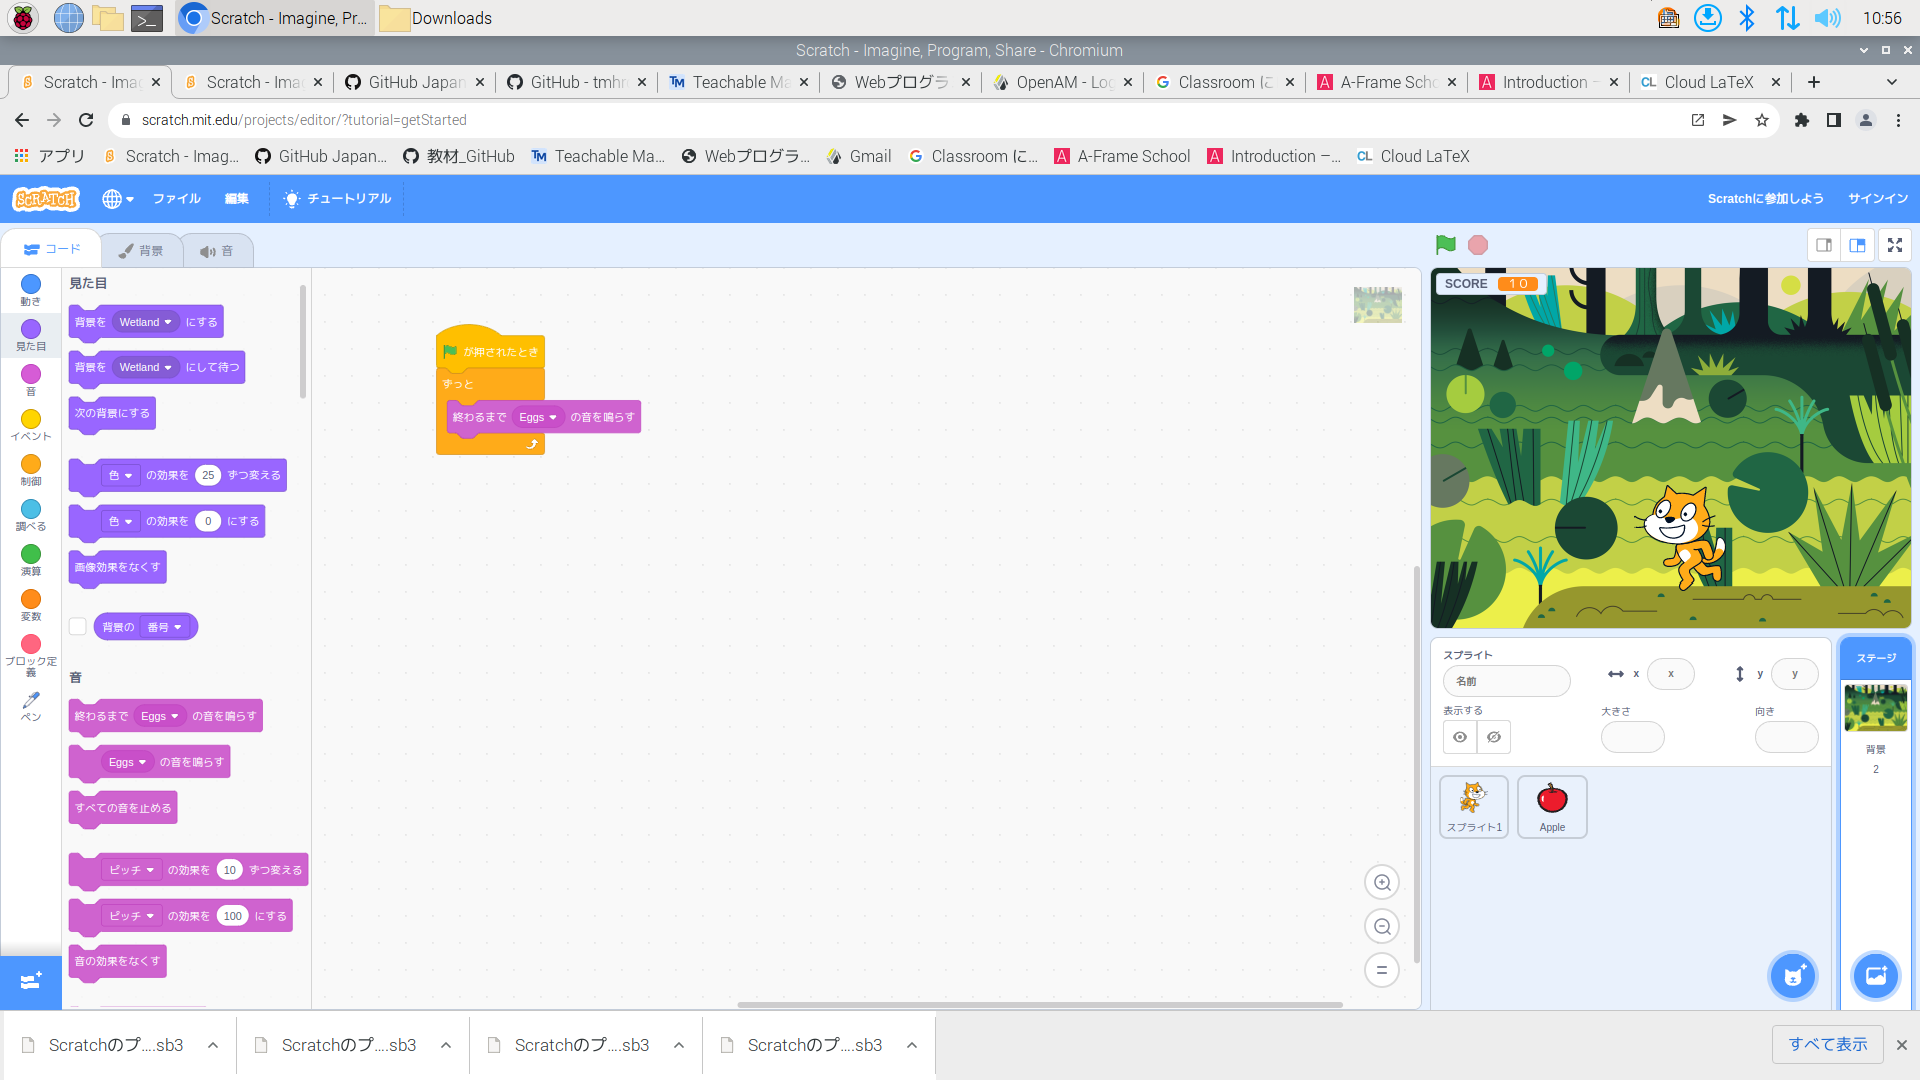 Scratch - Imagine, Pr...
Downloads
10:56
Scratch - Imagine, Program, Share - Chromium
Scratch - Imag
Scratch - Imag
GitHub Japan
GitHub - tmhr
Teachable Ma
Webプログラ
OpenAM - Log
Classroom に
A-Frame Scho
Introduction –
Cloud LaTeX
scratch.mit.edu/projects/editor/?tutorial=getStarted
アプリ
Scratch - Imag...
GitHub Japan...
教材_GitHub
Teachable Ma...
Webプログラ...
Gmail
Classroom に...
A-Frame School
Introduction –...
Cloud LaTeX
SCRATCH
ファイル
編集
チュートリアル
Scratchに参加しよう
サインイン
コード
背景
音
動き
見た目
音
イベント
制御
調べる
演算
変数
ブロック定義
ペン
見た目
背景を Wetland にする
背景を Wetland にして待つ
次の背景にする
色 の効果を 25 ずつ変える
色 の効果を 0 にする
画像効果をなくす
背景の 番号
音
終わるまで Eggs の音を鳴らす
Eggs の音を鳴らす
すべての音を止める
ピッチ の効果を 10 ずつ変える
ピッチ の効果を 100 にする
音の効果をなくす
が押されたとき
ずっと
終わるまで Eggs の音を鳴らす
SCORE 10
スプライト
名前
x x
y y
表示する
大きさ
向き
スプライト1
Apple
ステージ
背景
2
Scratchのプ....sb3
Scratchのプ....sb3
Scratchのプ....sb3
Scratchのプ....sb3
すべて表示